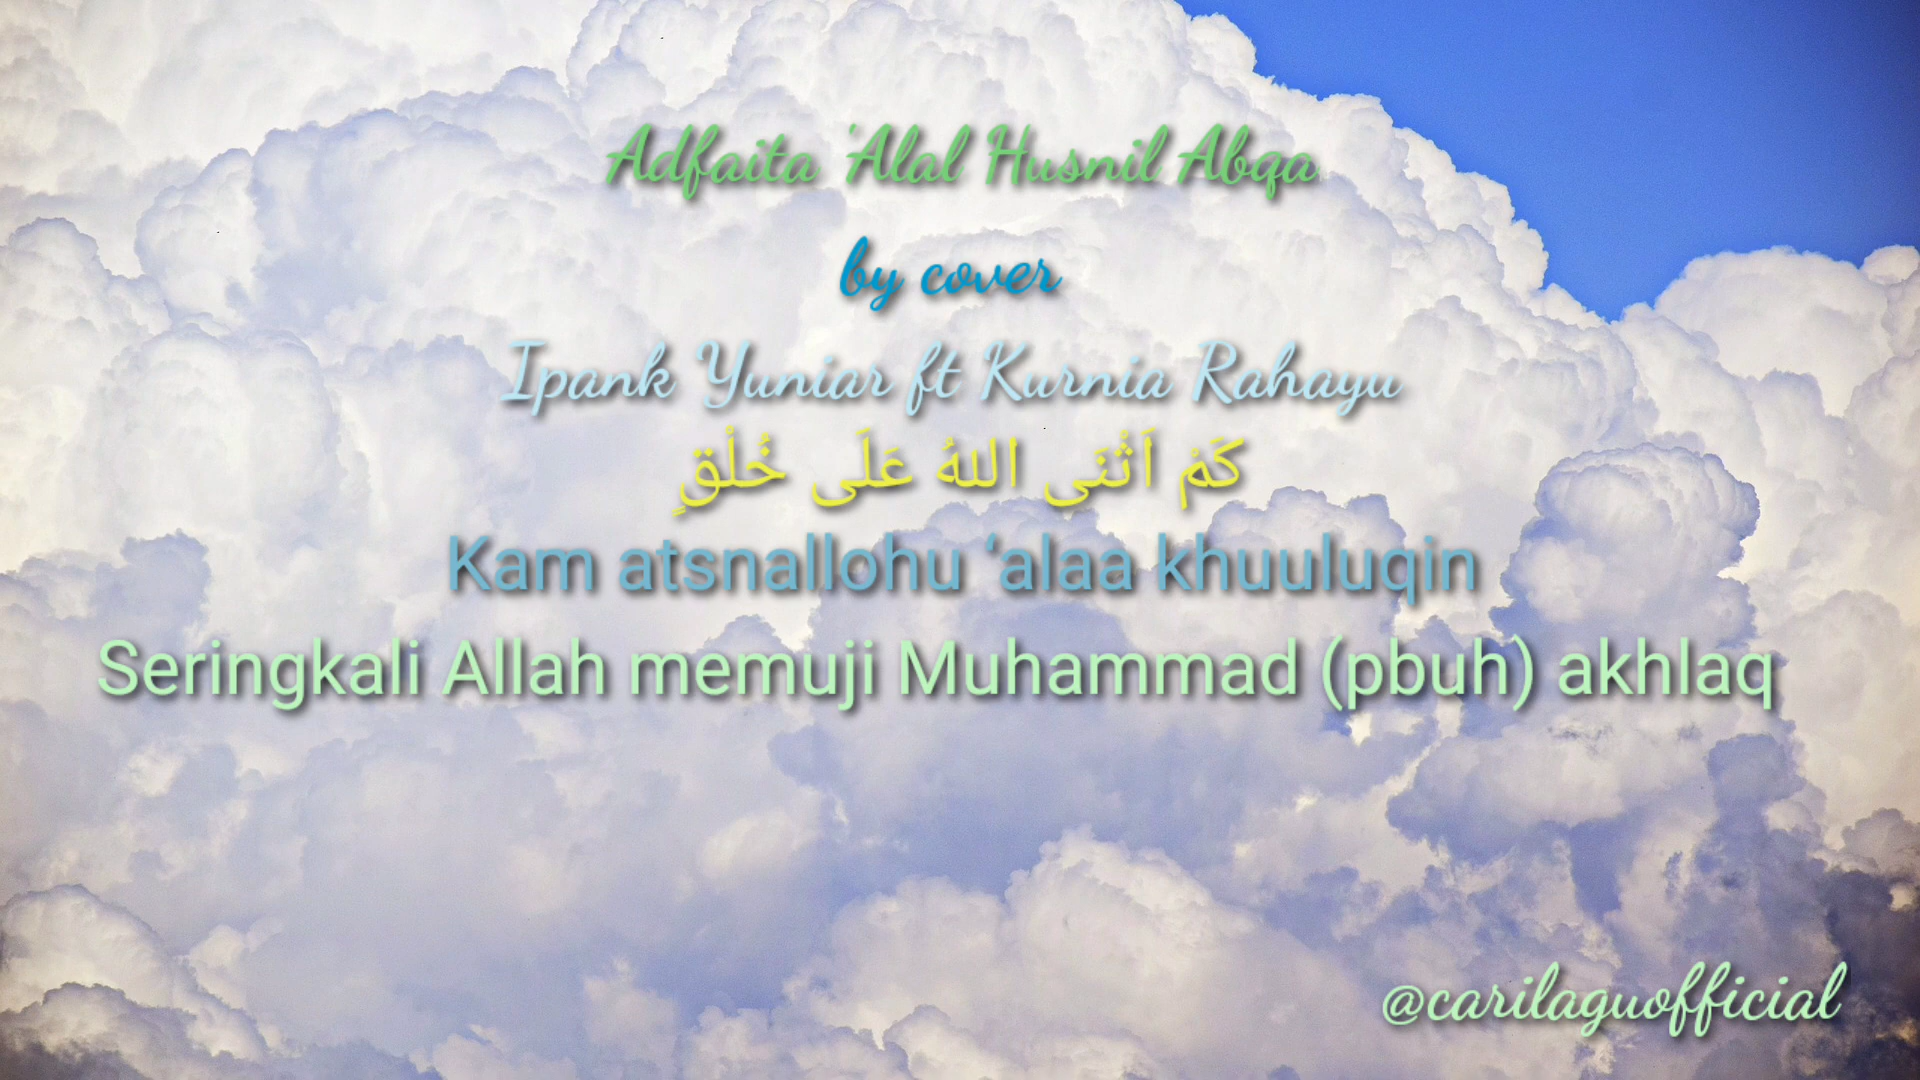 Adfaita 'Alal Husnil Abqa
by cover
Ipank Yuniar ft Kurnia Rahayu
كَمْ اَثْنَى اللهُ عَلَى خُلْقٍ
Kam atsnallohu ‘alaa khuuluqin
Seringkali Allah memuji Muhammad (pbuh) akhlaq
@carilaguofficial